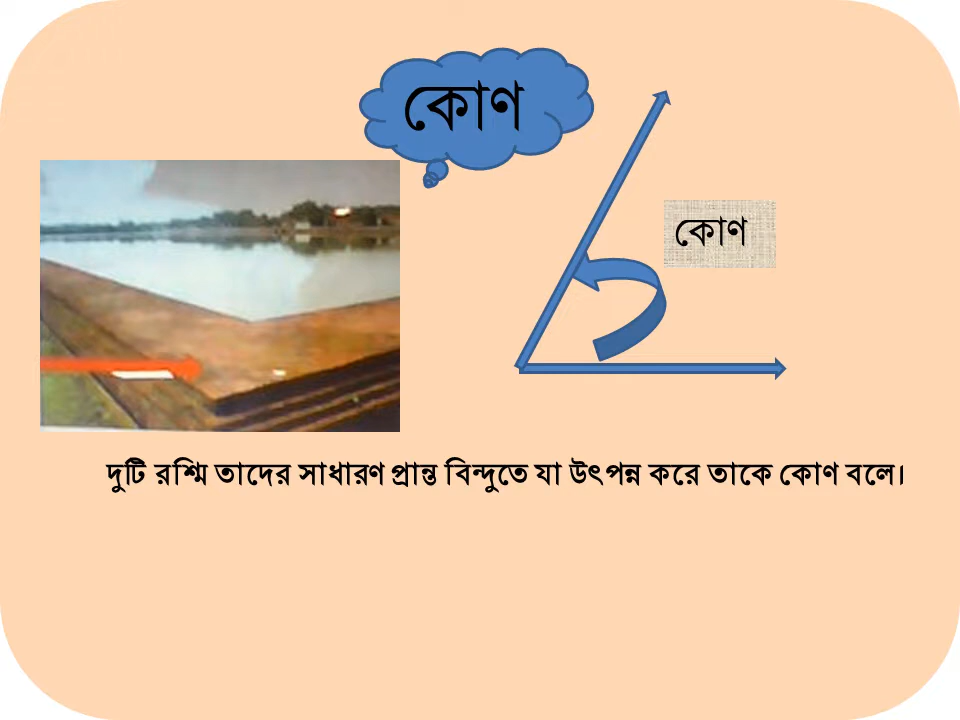 কোণ
কোণ
দুটি রশ্মি তাদের সাধারণ প্রান্ত বিন্দুতে যা উৎপন্ন করে তাকে কোণ বলে।